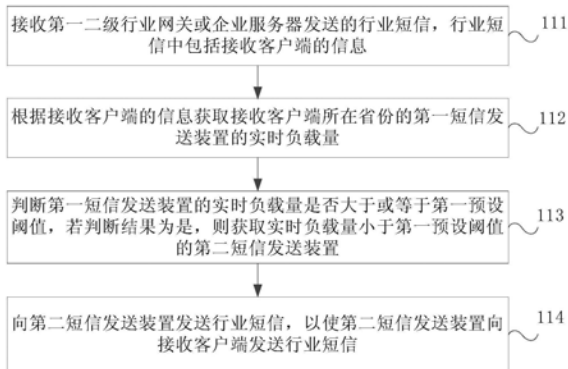 接收第一二级行业网关或企业服务器发送的行业短信，行业短
信中包括接收客户端的信息
111
根据接收客户端的信息获取接收客户端所在省份的第一短信发
送装置的实时负载量
112
判断第一短信发送装置的实时负载量是否大于或等于第一预设
阈值，若判断结果为是，则获取实时负载量小于第一预设阈值
的第二短信发送装置
113
向第二短信发送装置发送行业短信，以使第二短信发送装置向
接收客户端发送行业短信
114